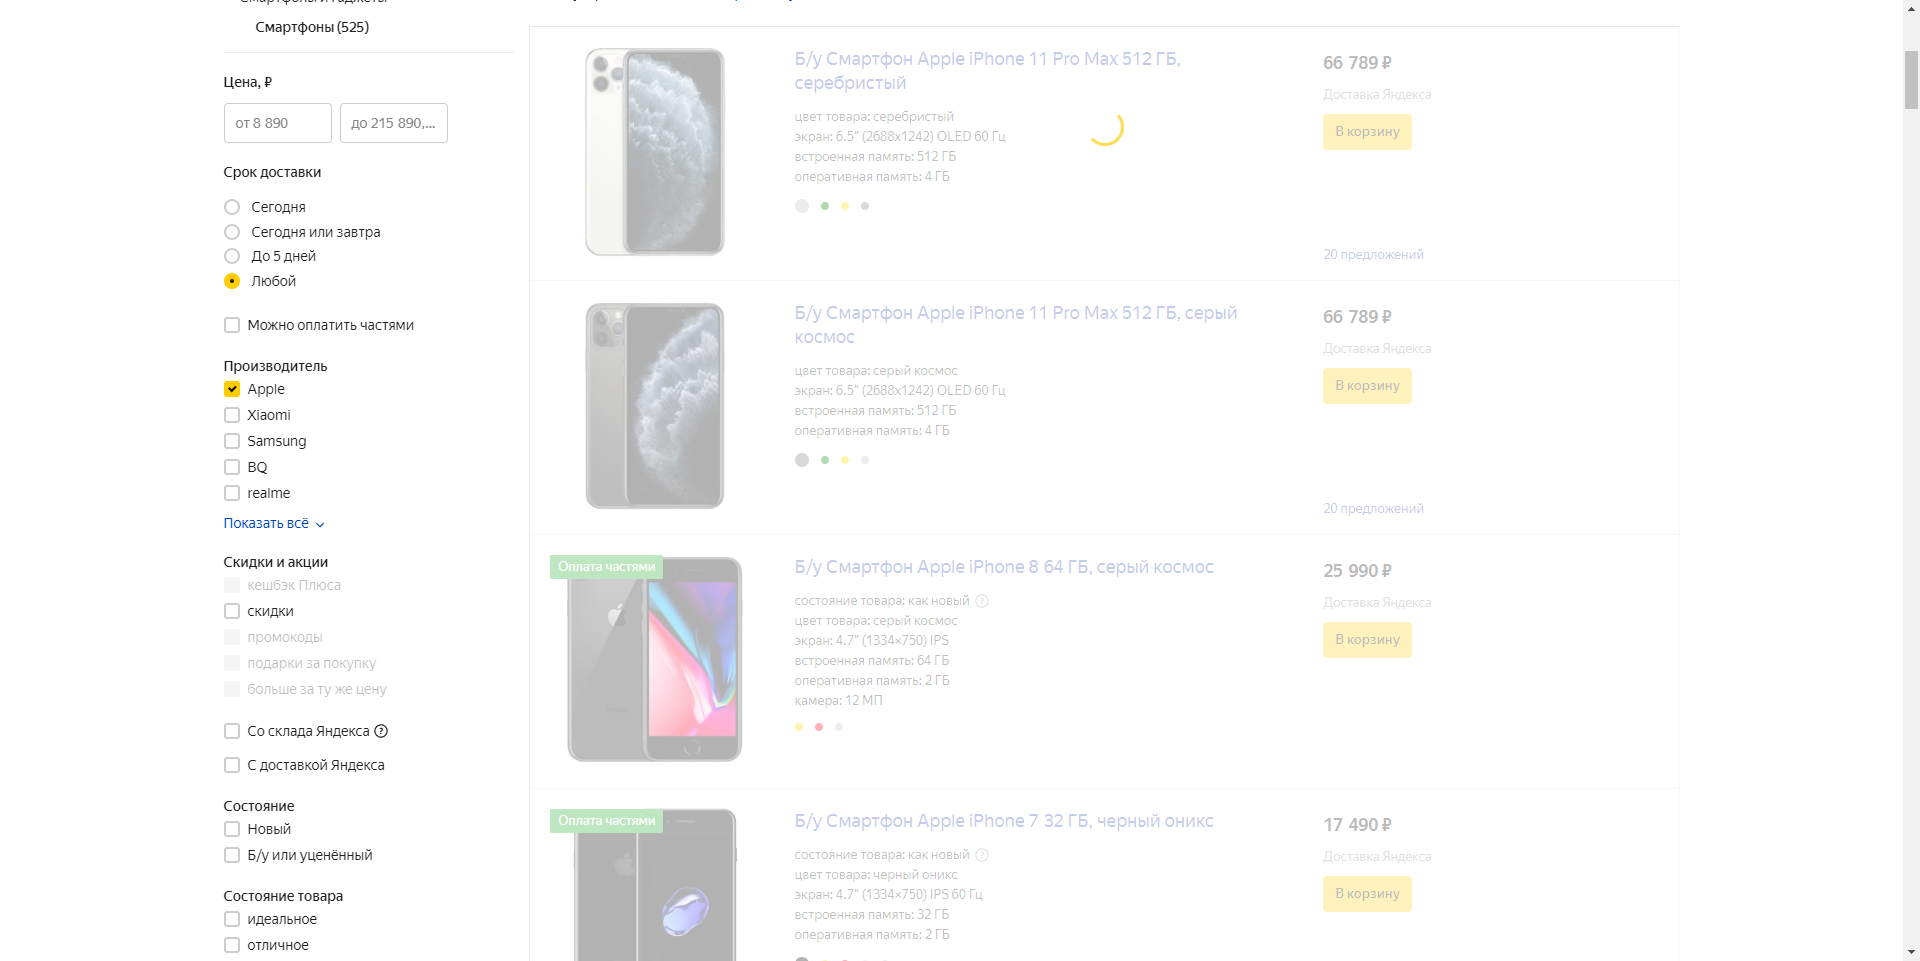 Смартфоны (525)
Цена, ₽
от 8 890
до 215 890,...
Срок доставки
Сегодня
Сегодня или завтра
До 5 дней
Любой
Можно оплатить частями
Производитель
Apple
Xiaomi
Samsung
BQ
realme
Показать всё
Скидки и акции
кешбэк Плюса
скидки
промокоды
подарки за покупку
больше за ту же цену
Со склада Яндекса
С доставкой Яндекса
Состояние
Новый
Б/у или уценённый
Состояние товара
идеальное
отличное
Б/у Смартфон Apple iPhone 11 Pro Max 512 ГБ,
серебристый
цвет товара: серебристый
экран: 6.5" (2688x1242) OLED 60 Гц
встроенная память: 512 ГБ
оперативная память: 4 ГБ
66 789 ₽
Доставка Яндекса
В корзину
20 предложений
Б/у Смартфон Apple iPhone 11 Pro Max 512 ГБ, серый
космос
цвет товара: серый космос
экран: 6.5" (2688x1242) OLED 60 Гц
встроенная память: 512 ГБ
оперативная память: 4 ГБ
66 789 ₽
Доставка Яндекса
В корзину
20 предложений
Оплата частями
Б/у Смартфон Apple iPhone 8 64 ГБ, серый космос
состояние товара: как новый
цвет товара: серый космос
экран: 4.7" (1334×750) IPS
встроенная память: 64 ГБ
оперативная память: 2 ГБ
камера: 12 МП
25 990 ₽
Доставка Яндекса
В корзину
Оплата частями
Б/у Смартфон Apple iPhone 7 32 ГБ, черный оникс
состояние товара: как новый
цвет товара: черный оникс
экран: 4.7" (1334×750) IPS 60 Гц
встроенная память: 32 ГБ
оперативная память: 2 ГБ
17 490 ₽
Доставка Яндекса
В корзину